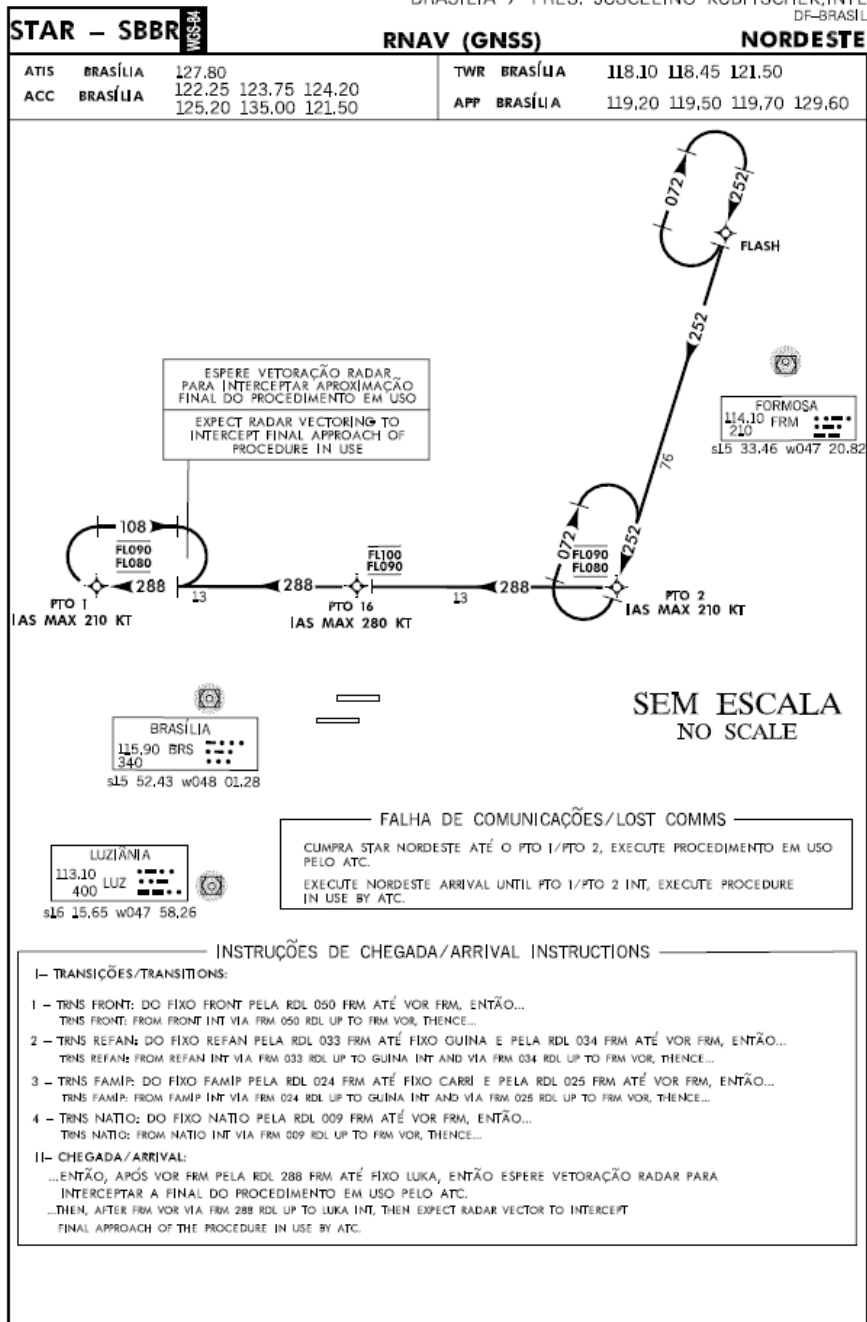 BRASÍLIA / PRES. JUSCELINO KUBITSCHEK,INTL
DF-BRASIL
STAR – SBBR WGS-84
RNAV (GNSS)
NORDESTE
ATIS BRASÍLIA 127.80
ACC BRASÍLIA 122.25 123.75 124.20
125.20 135.00 121.50
TWR BRASÍLIA 118.10 118.45 121.50
APP BRASÍLIA 119.20 119.50 119.70 129.60
072
252
FLASH
252
ESPERE VETORAÇÃO RADAR
PARA INTERCEPTAR APROXIMAÇÃO
FINAL DO PROCEDIMENTO EM USO
EXPECT RADAR VECTORING TO
INTERCEPT FINAL APPROACH OF
PROCEDURE IN USE
FORMOSA
114.10 FRM
210
s15 33.46 w047 20.82
76
108
FL090
FL080
288
13
PTO 1
IAS MAX 210 KT
288
FL100
FL090
PTO 16
IAS MAX 280 KT
13
288
072
252
FL090
FL080
PTO 2
IAS MAX 210 KT
SEM ESCALA
NO SCALE
BRASÍLIA
115.90 BRS
340
s15 52.43 w048 01.28
LUZIÂNIA
113.10 LUZ
400
s16 15.65 w047 58.26
FALHA DE COMUNICAÇÕES/LOST COMMS
CUMPRA STAR NORDESTE ATÉ O PTO 1/PTO 2, EXECUTE PROCEDIMENTO EM USO
PELO ATC.
EXECUTE NORDESTE ARRIVAL UNTIL PTO 1/PTO 2 INT, EXECUTE PROCEDURE
IN USE BY ATC.
INSTRUÇÕES DE CHEGADA/ARRIVAL INSTRUCTIONS
I– TRANSIÇÕES/TRANSITIONS:
1 – TRNS FRONT: DO FIXO FRONT PELA RDL 050 FRM ATÉ VOR FRM, ENTÃO...
TRNS FRONT: FROM FRONT INT VIA FRM 050 RDL UP TO FRM VOR, THENCE...
2 – TRNS REFAN: DO FIXO REFAN PELA RDL 033 FRM ATÉ FIXO GUINA E PELA RDL 034 FRM ATÉ VOR FRM, ENTÃO...
TRNS REFAN: FROM REFAN INT VIA FRM 033 RDL UP TO GUINA INT AND VIA FRM 034 RDL UP TO FRM VOR, THENCE...
3 – TRNS FAMIP: DO FIXO FAMIP PELA RDL 024 FRM ATÉ FIXO CARRI E PELA RDL 025 FRM ATÉ VOR FRM, ENTÃO...
TRNS FAMIP: FROM FAMIP INT VIA FRM 024 RDL UP TO GUINA INT AND VIA FRM 025 RDL UP TO FRM VOR, THENCE...
4 – TRNS NATIO: DO FIXO NATIO PELA RDL 009 FRM ATÉ VOR FRM, ENTÃO...
TRNS NATIO: FROM NATIO INT VIA FRM 009 RDL UP TO FRM VOR, THENCE...
II– CHEGADA/ARRIVAL:
...ENTÃO, APÓS VOR FRM PELA RDL 288 FRM ATÉ FIXO LUKA, ENTÃO ESPERE VETORAÇÃO RADAR PARA
INTERCEPTAR A FINAL DO PROCEDIMENTO EM USO PELO ATC.
...THEN, AFTER FRM VOR VIA FRM 288 RDL UP TO LUKA INT, THEN EXPECT RADAR VECTOR TO INTERCEPT
FINAL APPROACH OF THE PROCEDURE IN USE BY ATC.